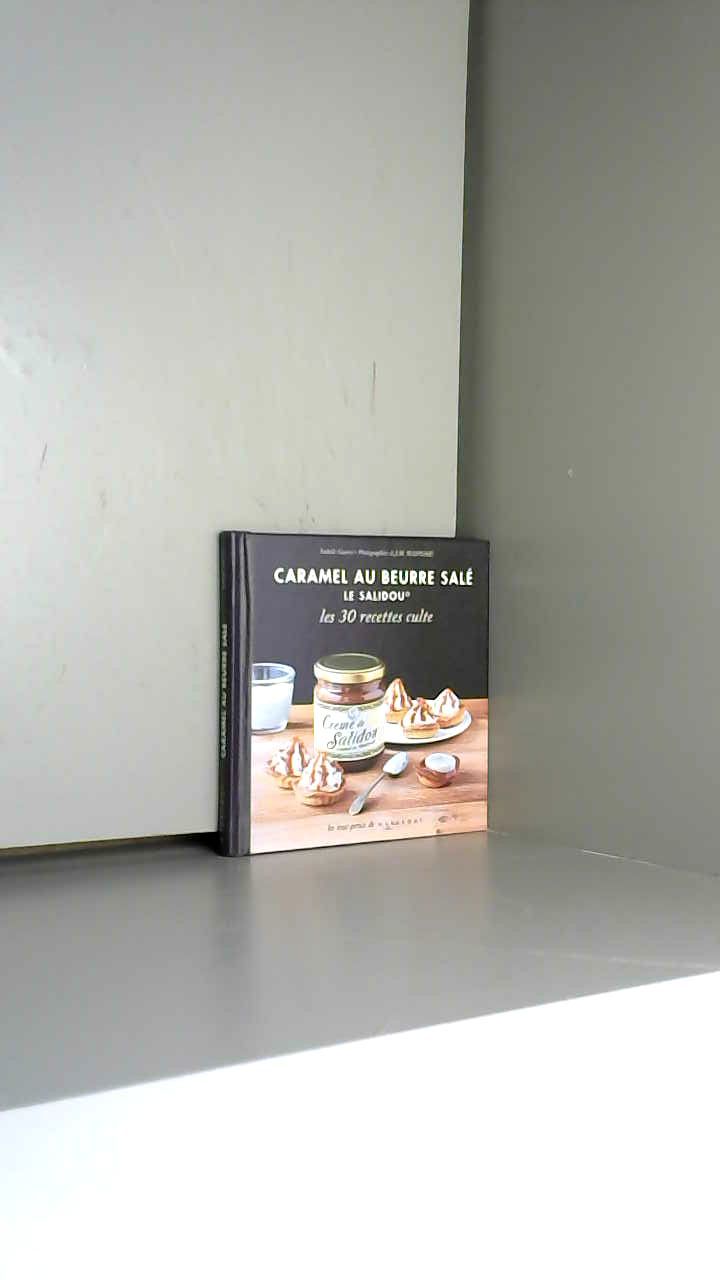 CARAMEL AU BEURRE SALÉ
LE SALIDOU®
les 30 recettes culte
Crème de
Salidou
CARAMEL AU BEURRE SALÉ